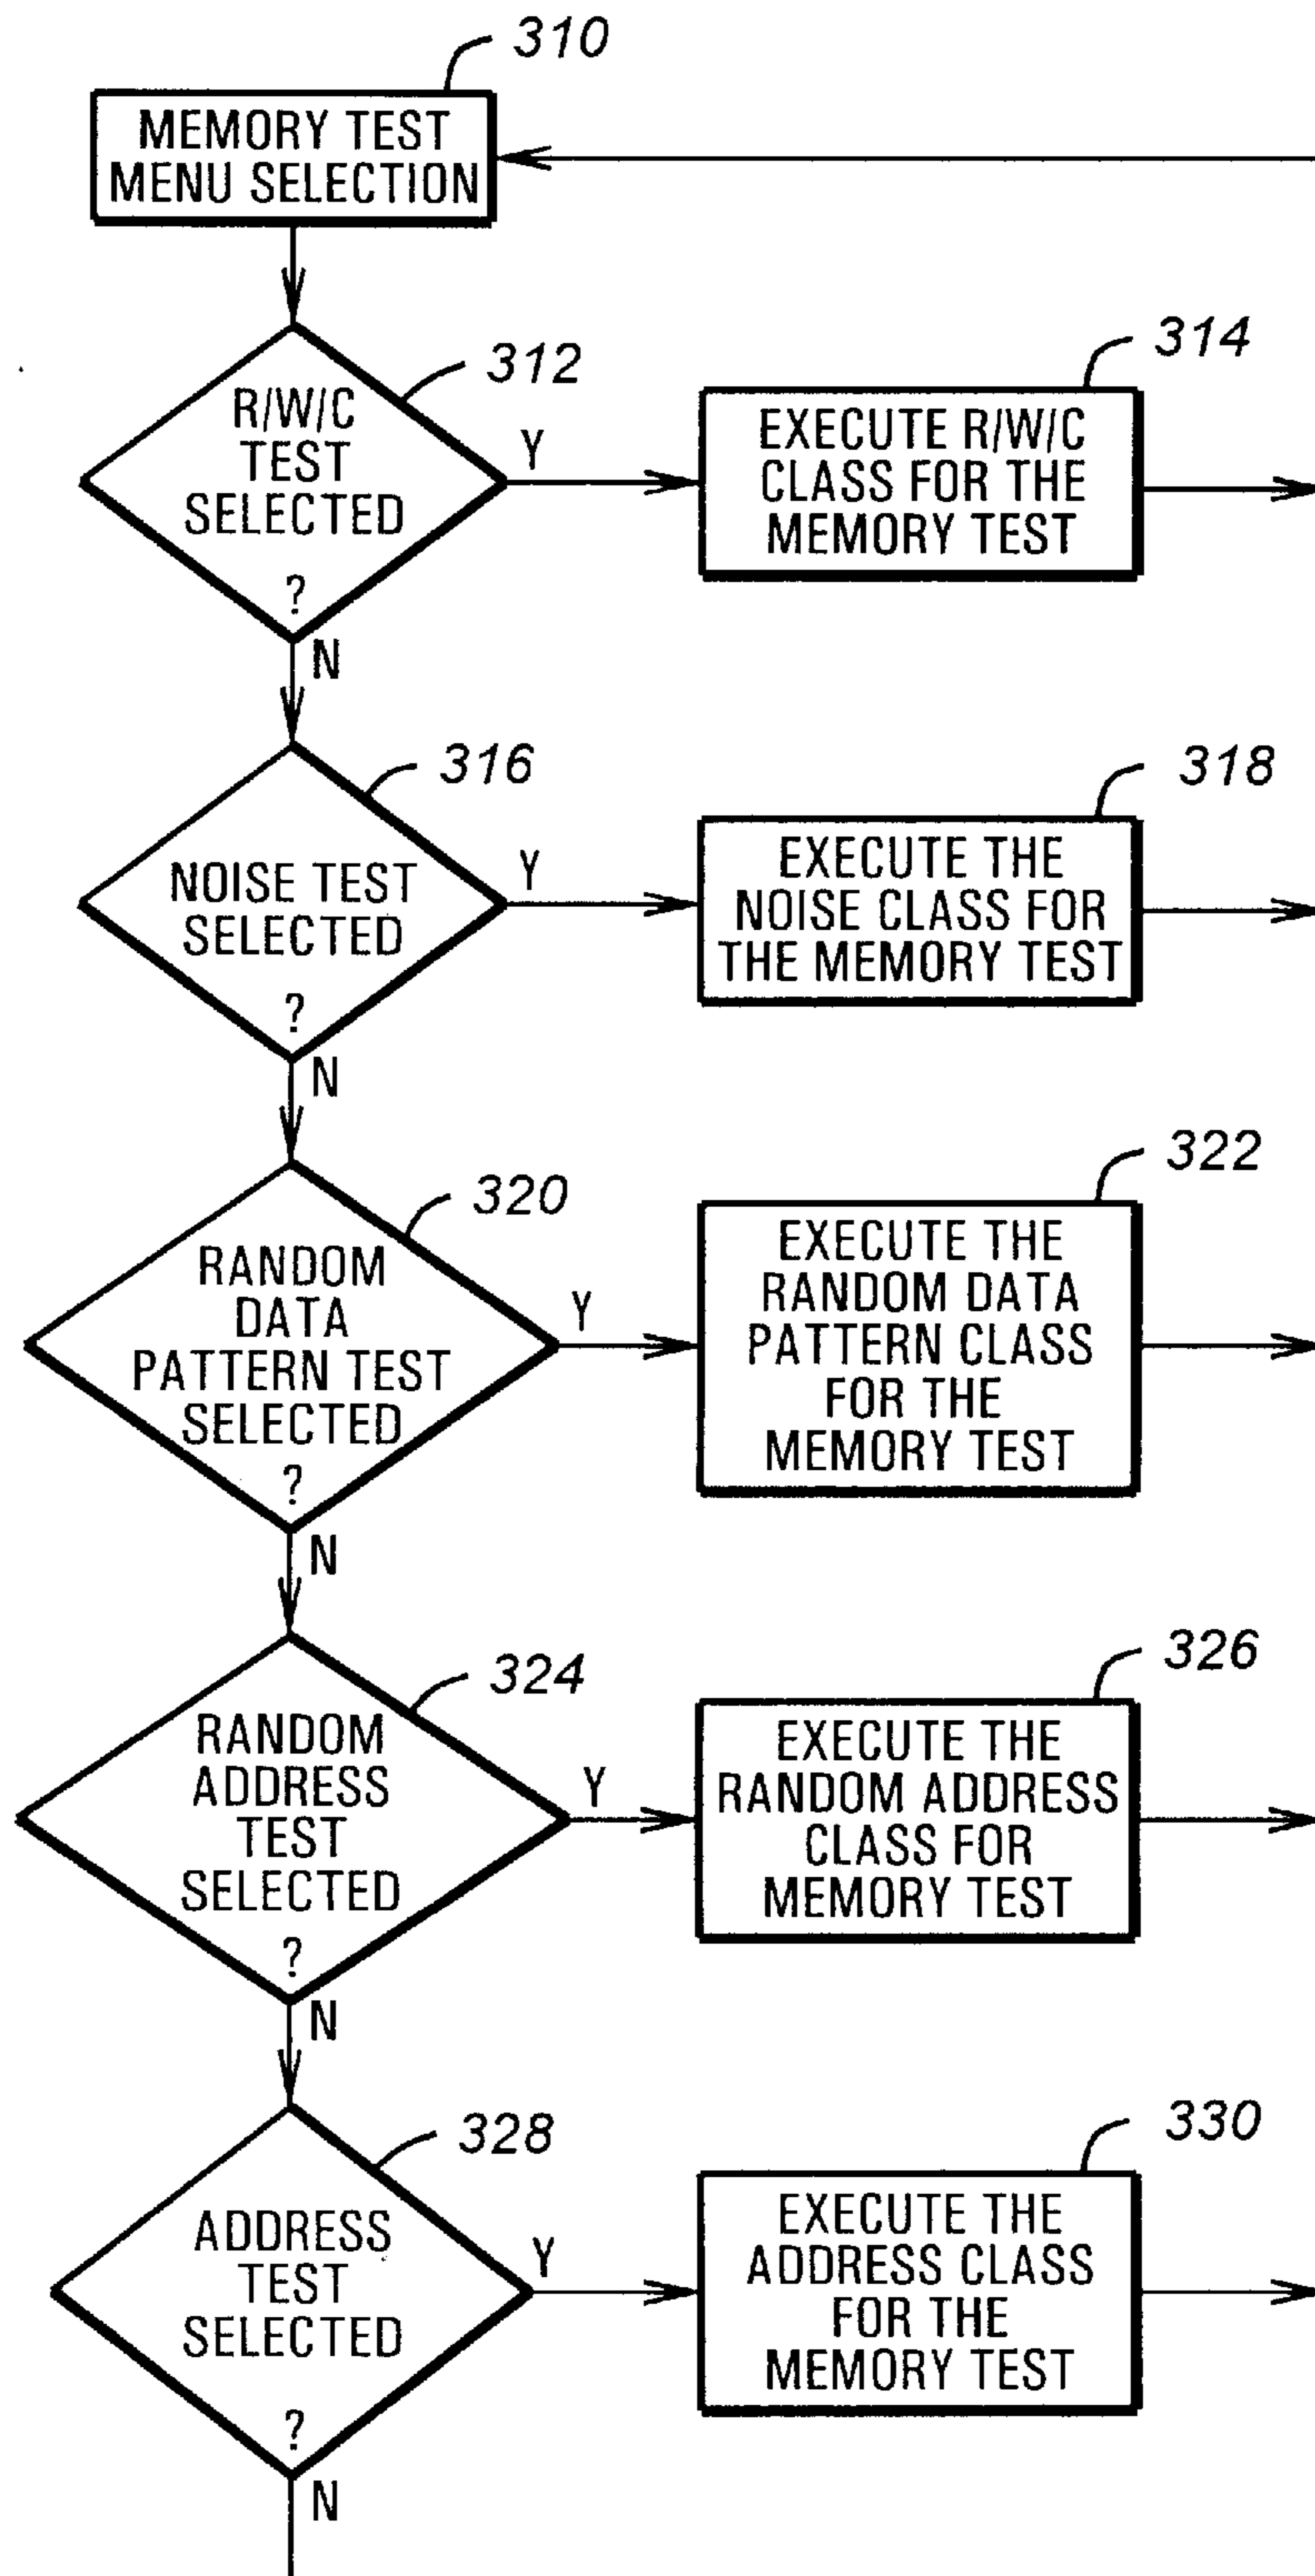 310
MEMORY TEST
MENU SELECTION
312
R/W/C
TEST
SELECTED
?
Y
N
314
EXECUTE R/W/C
CLASS FOR THE
MEMORY TEST
316
NOISE TEST
SELECTED
?
Y
N
318
EXECUTE THE
NOISE CLASS FOR
THE MEMORY TEST
320
RANDOM
DATA
PATTERN TEST
SELECTED
?
Y
N
322
EXECUTE THE
RANDOM DATA
PATTERN CLASS
FOR THE
MEMORY TEST
324
RANDOM
ADDRESS
TEST
SELECTED
?
Y
N
326
EXECUTE THE
RANDOM ADDRESS
CLASS FOR
MEMORY TEST
328
ADDRESS
TEST
SELECTED
?
Y
N
330
EXECUTE THE
ADDRESS CLASS
FOR THE
MEMORY TEST